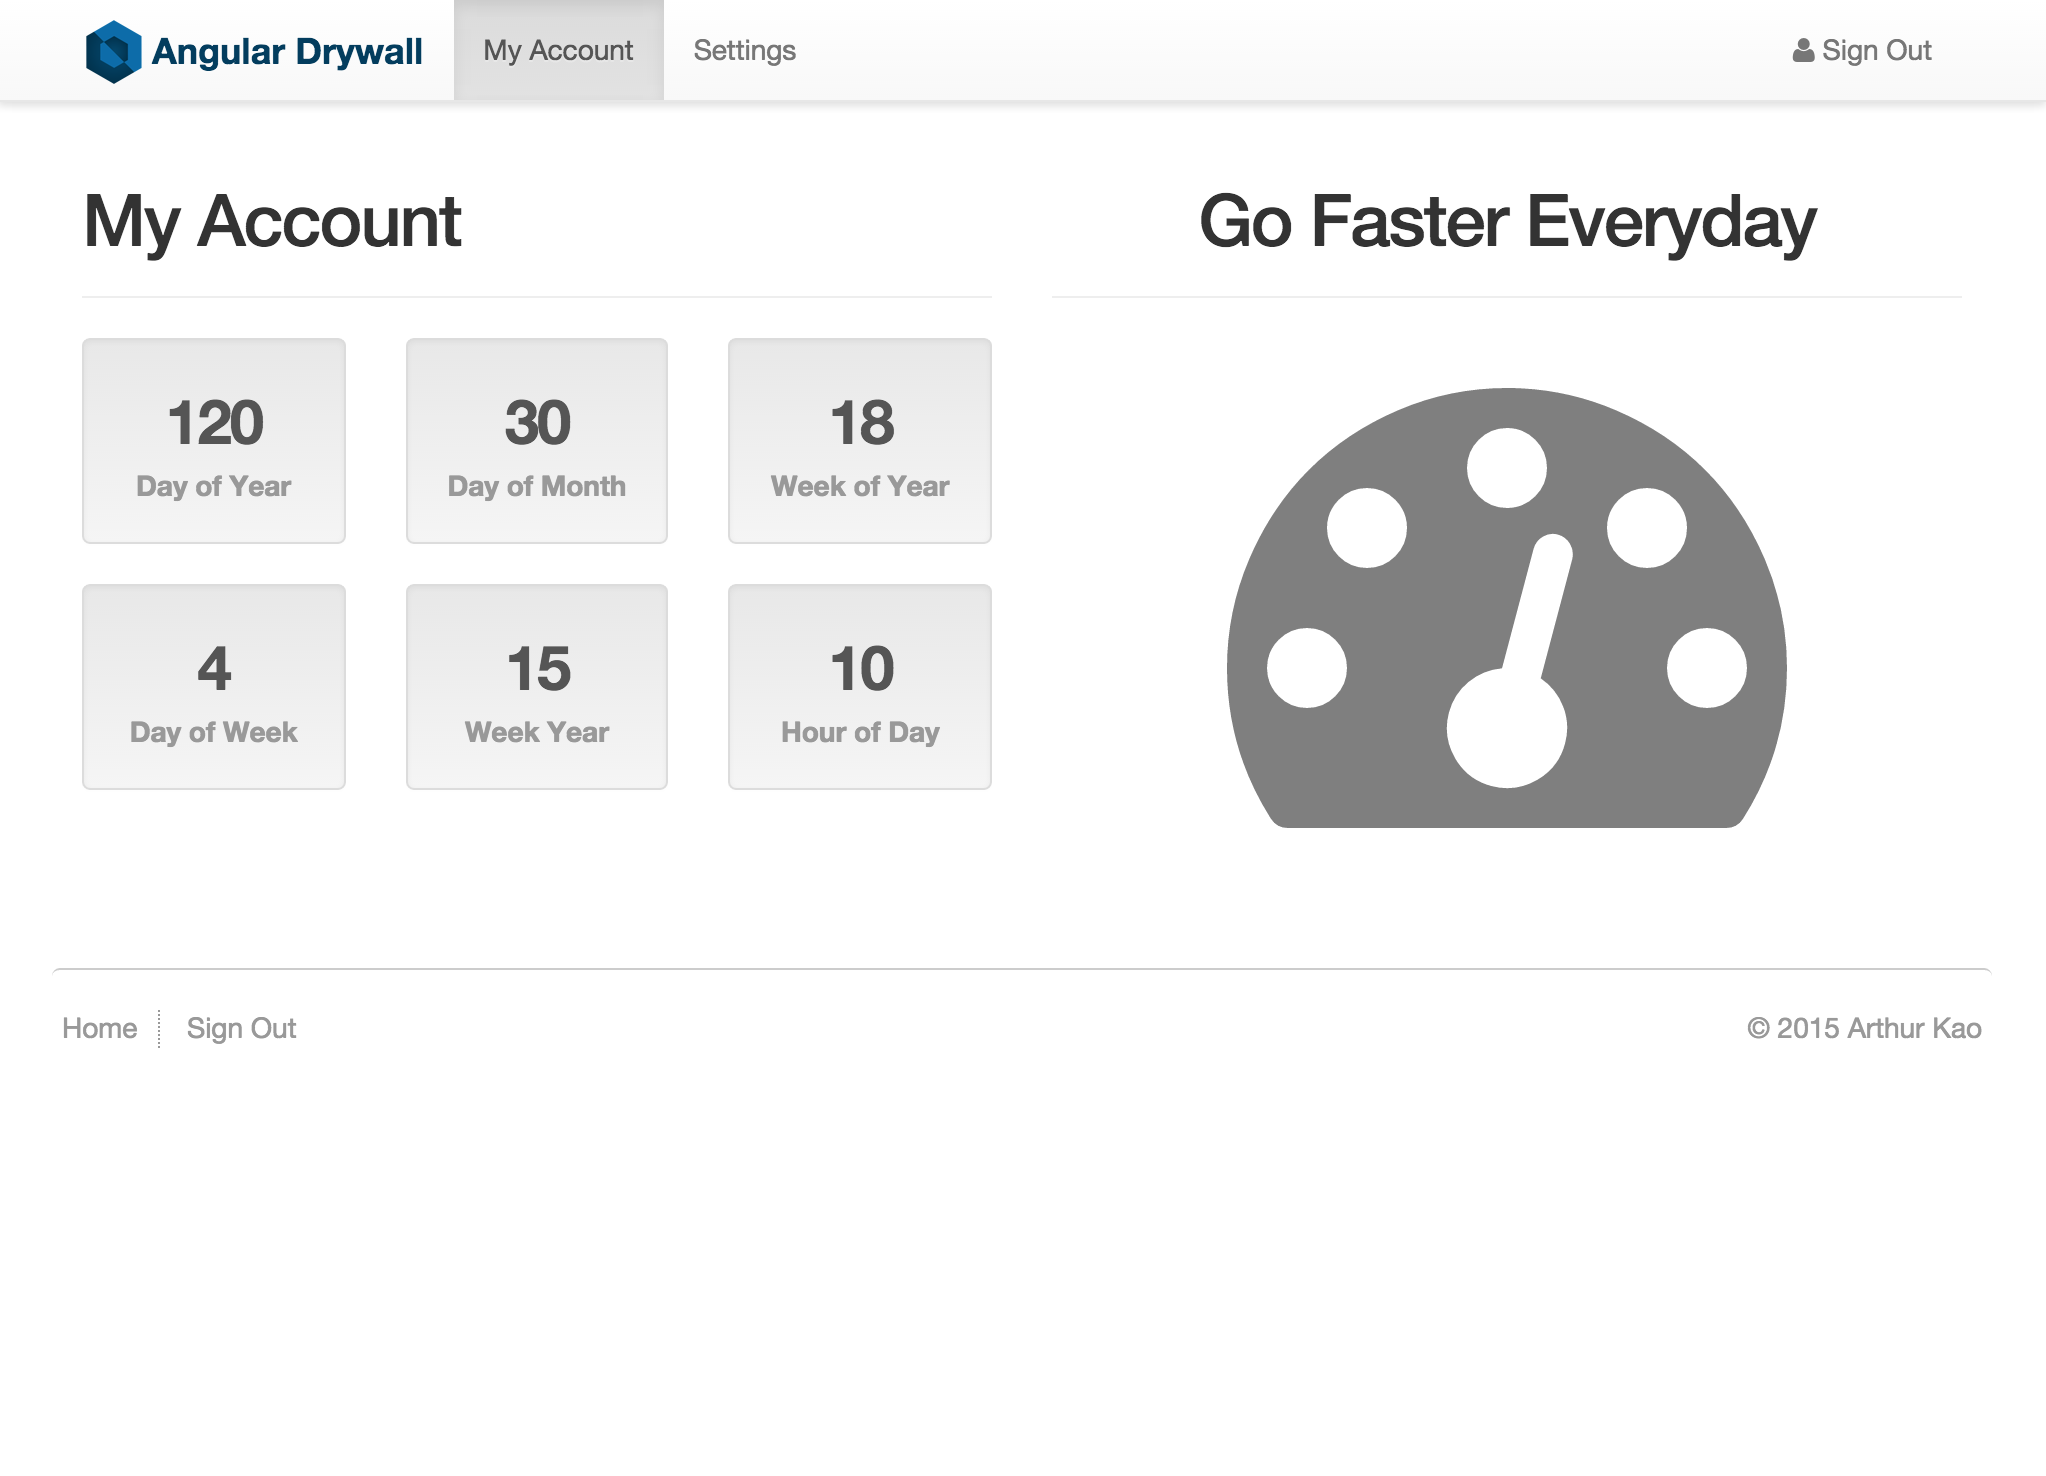 Angular Drywall My Account Settings Sign Out
My Account
Go Faster Everyday
120
Day of Year
30
Day of Month
18
Week of Year
4
Day of Week
15
Week Year
10
Hour of Day
Home Sign Out
© 2015 Arthur Kao